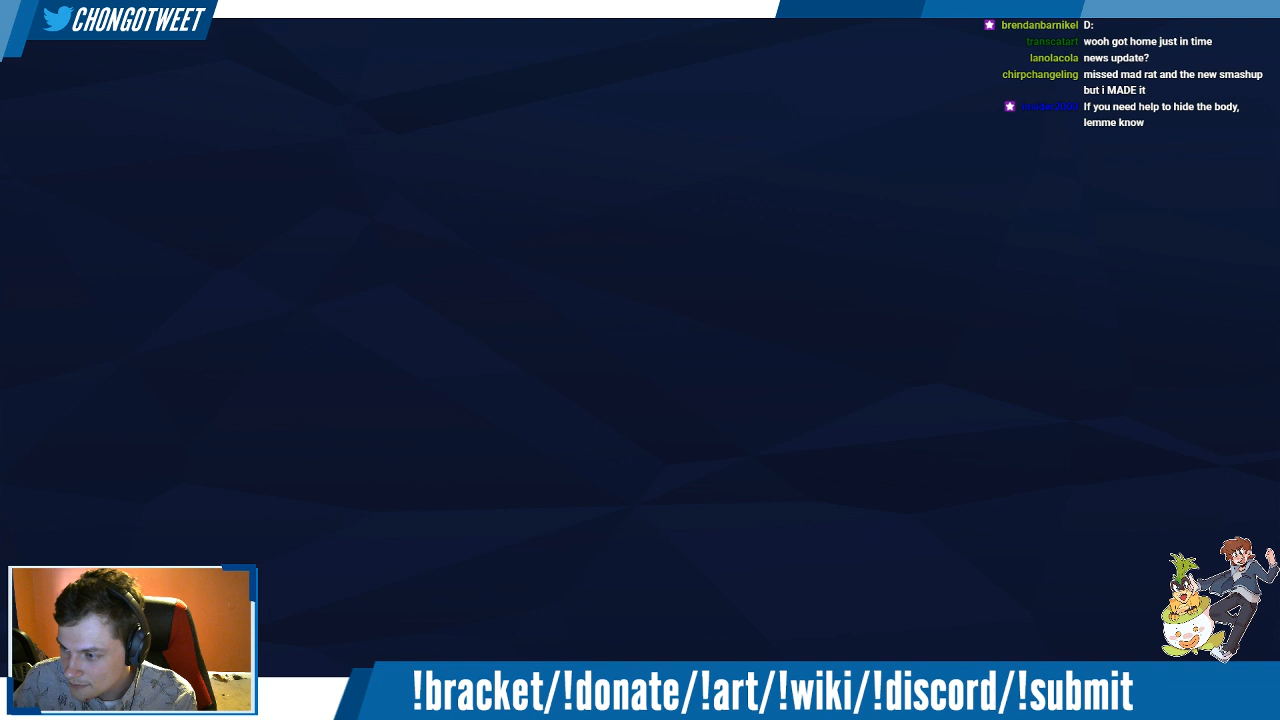 CHONGOTWEET
brendanbarnikel D:
transcatart wooh got home just in time
lanolacola news update?
chirpchangeling missed mad rat and the new smashup
but i MADE it
If you need help to hide the body,
lemme know
!bracket/!donate/!art/!wiki/!discord/!submit